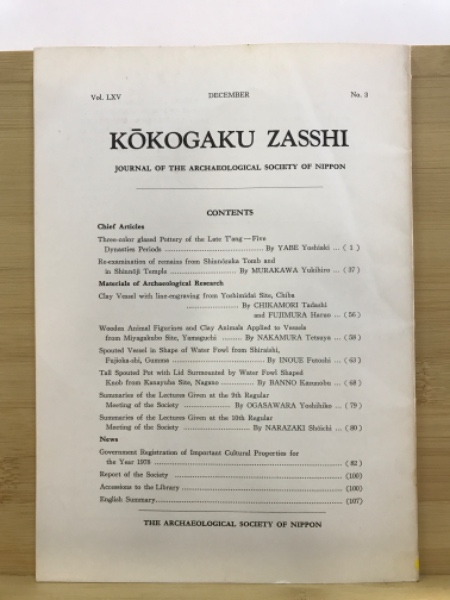 Vol. LXV DECEMBER No. 3
KŌKOGAKU ZASSHI
JOURNAL OF THE ARCHAEOLOGICAL SOCIETY OF NIPPON
CONTENTS
Chief Articles
Three-color glazed Pottery of the Late T'ang—Five
Dynasties Periods ... By YABE Yoshiaki ... ( 1 )
Re-examination of remains from Shianzuka Tomb and
in Shianōji Temple ... By MURAKAWA Yukihiro ... ( 37 )
Materials of Archaeological Research
Clay Vessel with line-engraving from Yoshimidai Site, Chiba
... By CHIKAMORI Tadashi
and FUJIMURA Haruo ... ( 56 )
Wooden Animal Figurines and Clay Animals Applied to Vessels
from Miyagakubo Site, Yamaguchi ... By NAKAMURA Tetsuya ... ( 58 )
Spouted Vessel in Shape of Water Fowl from Shiraishi,
Fujioka-shi, Gunma ... By INOUE Futoshi ... ( 63 )
Tall Spouted Pot with Lid Surmounted by Water Fowl Shaped
Knob from Kanayuba Site, Nagano ... By BANNO Kazunobu ... ( 68 )
Summaries of the Lectures Given at the 9th Regular
Meeting of the Society ... By OGASAWARA Yoshihiko ... ( 79 )
Summaries of the Lectures Given at the 10th Regular
Meeting of the Society ... By NARAZAKI Shōichi ... ( 80 )
News
Government Registration of Important Cultural Properties for
the Year 1978 ... ( 82 )
Report of the Society ... (100)
Accessions to the Library ... (100)
English Summary ... (107)
THE ARCHAEOLOGICAL SOCIETY OF NIPPON